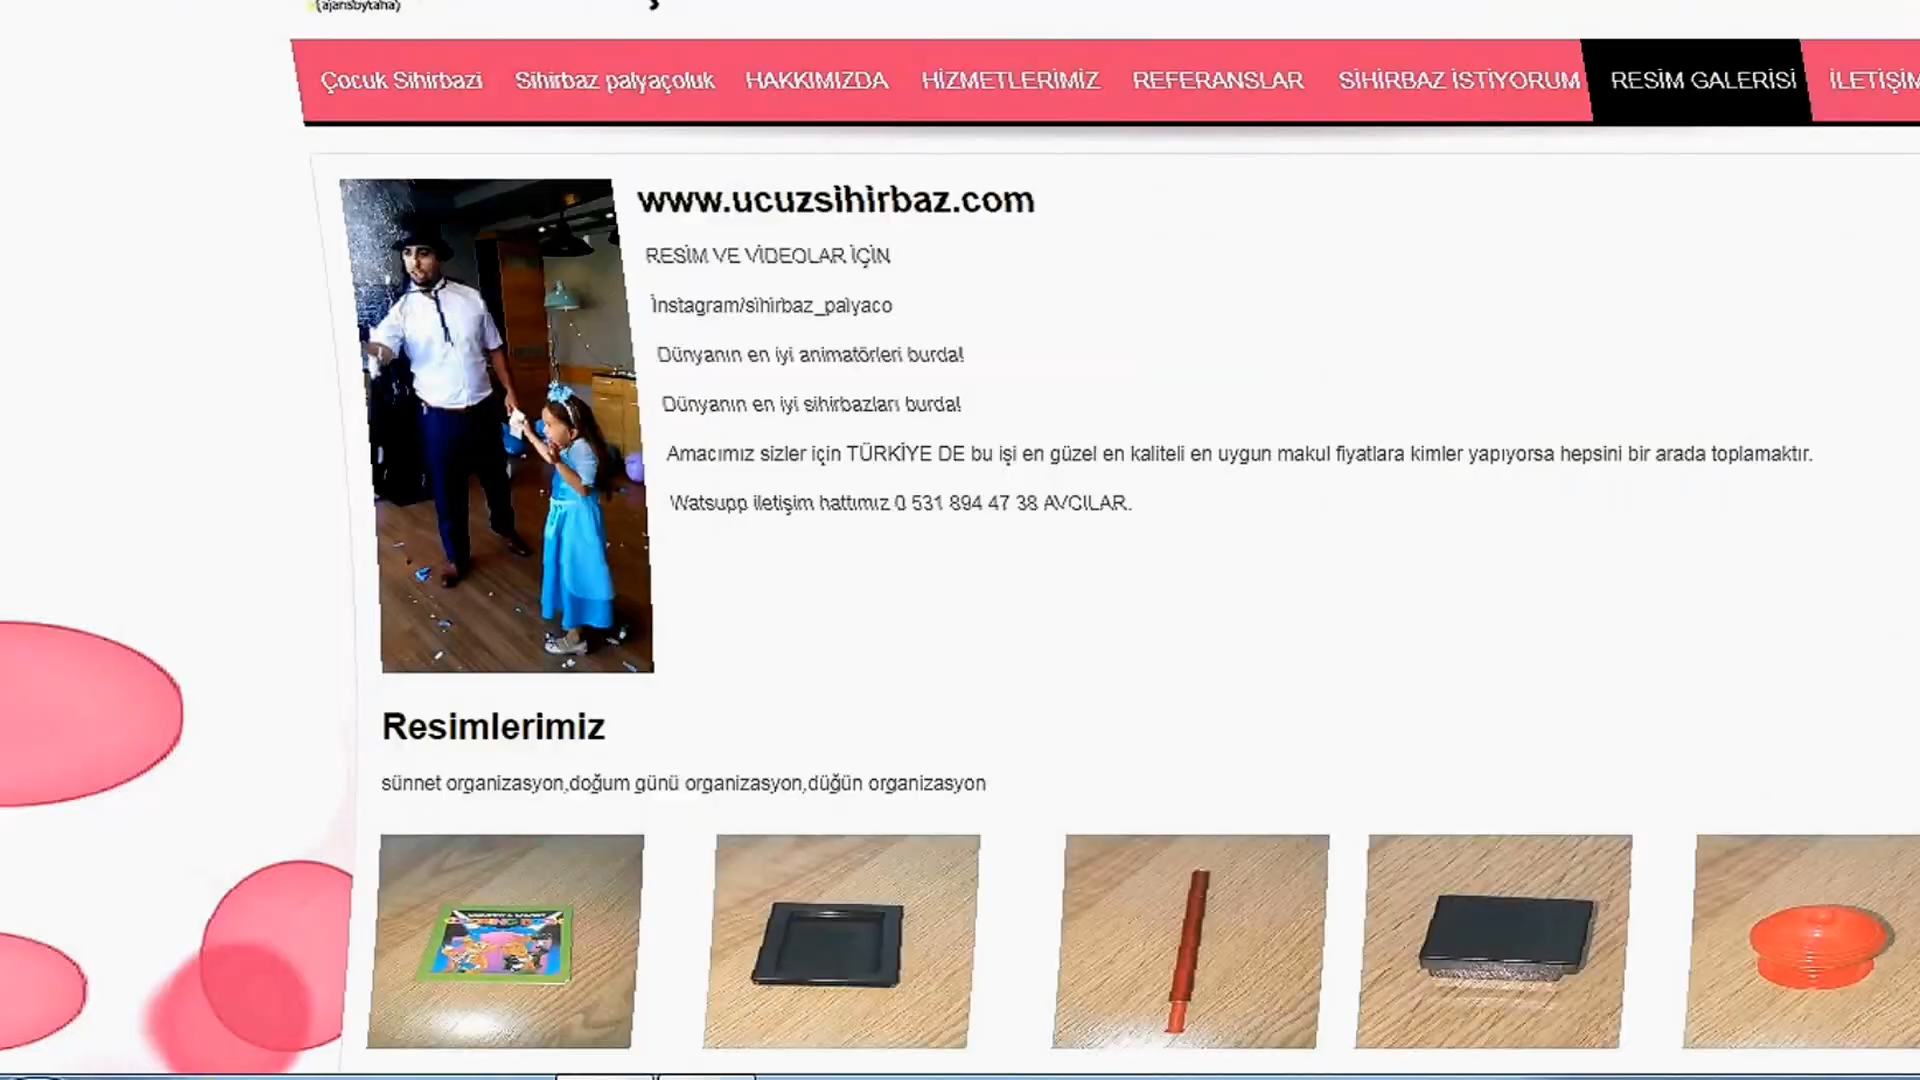 (ajansbytaha)
Çocuk Sihirbazi Sihirbaz palyaçoluk HAKKIMIZDA HİZMETLERİMİZ REFERANSLAR SİHİRBAZ İSTİYORUM RESİM GALERİSİ İLETİŞİM
www.ucuzsihirbaz.com
RESİM VE VİDEOLAR İÇİN
İnstagram/sihirbaz_palyaco
Dünyanın en iyi animatörleri burda!
Dünyanın en iyi sihirbazları burda!
Amacımız sizler için TÜRKİYE DE bu işi en güzel en kaliteli en uygun makul fiyatlara kimler yapıyorsa hepsini bir arada toplamaktır.
Watsupp iletişim hattımız 0 531 894 47 38 AVCILAR.
Resimlerimiz
sünnet organizasyon,doğum günü organizasyon,düğün organizasyon